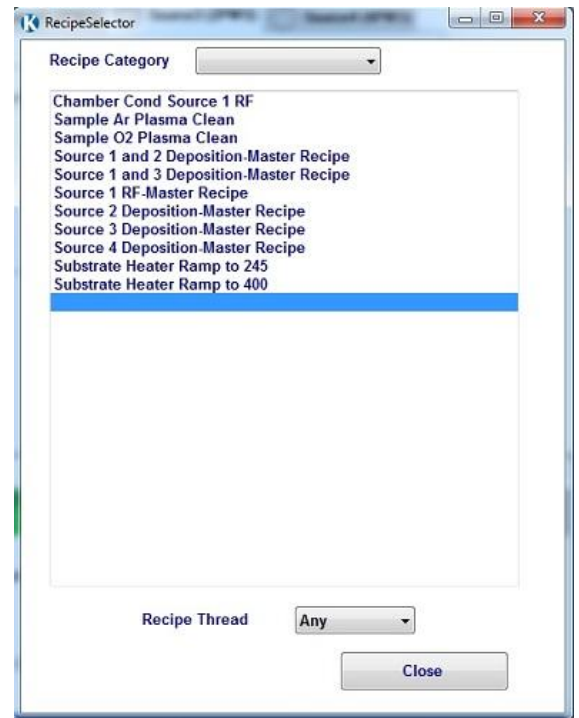 RecipeSelector
Recipe Category
Chamber Cond Source 1 RF
Sample Ar Plasma Clean
Sample O2 Plasma Clean
Source 1 and 2 Deposition-Master Recipe
Source 1 and 3 Deposition-Master Recipe
Source 1 RF-Master Recipe
Source 2 Deposition-Master Recipe
Source 3 Deposition-Master Recipe
Source 4 Deposition-Master Recipe
Substrate Heater Ramp to 245
Substrate Heater Ramp to 400
Recipe Thread Any
Close